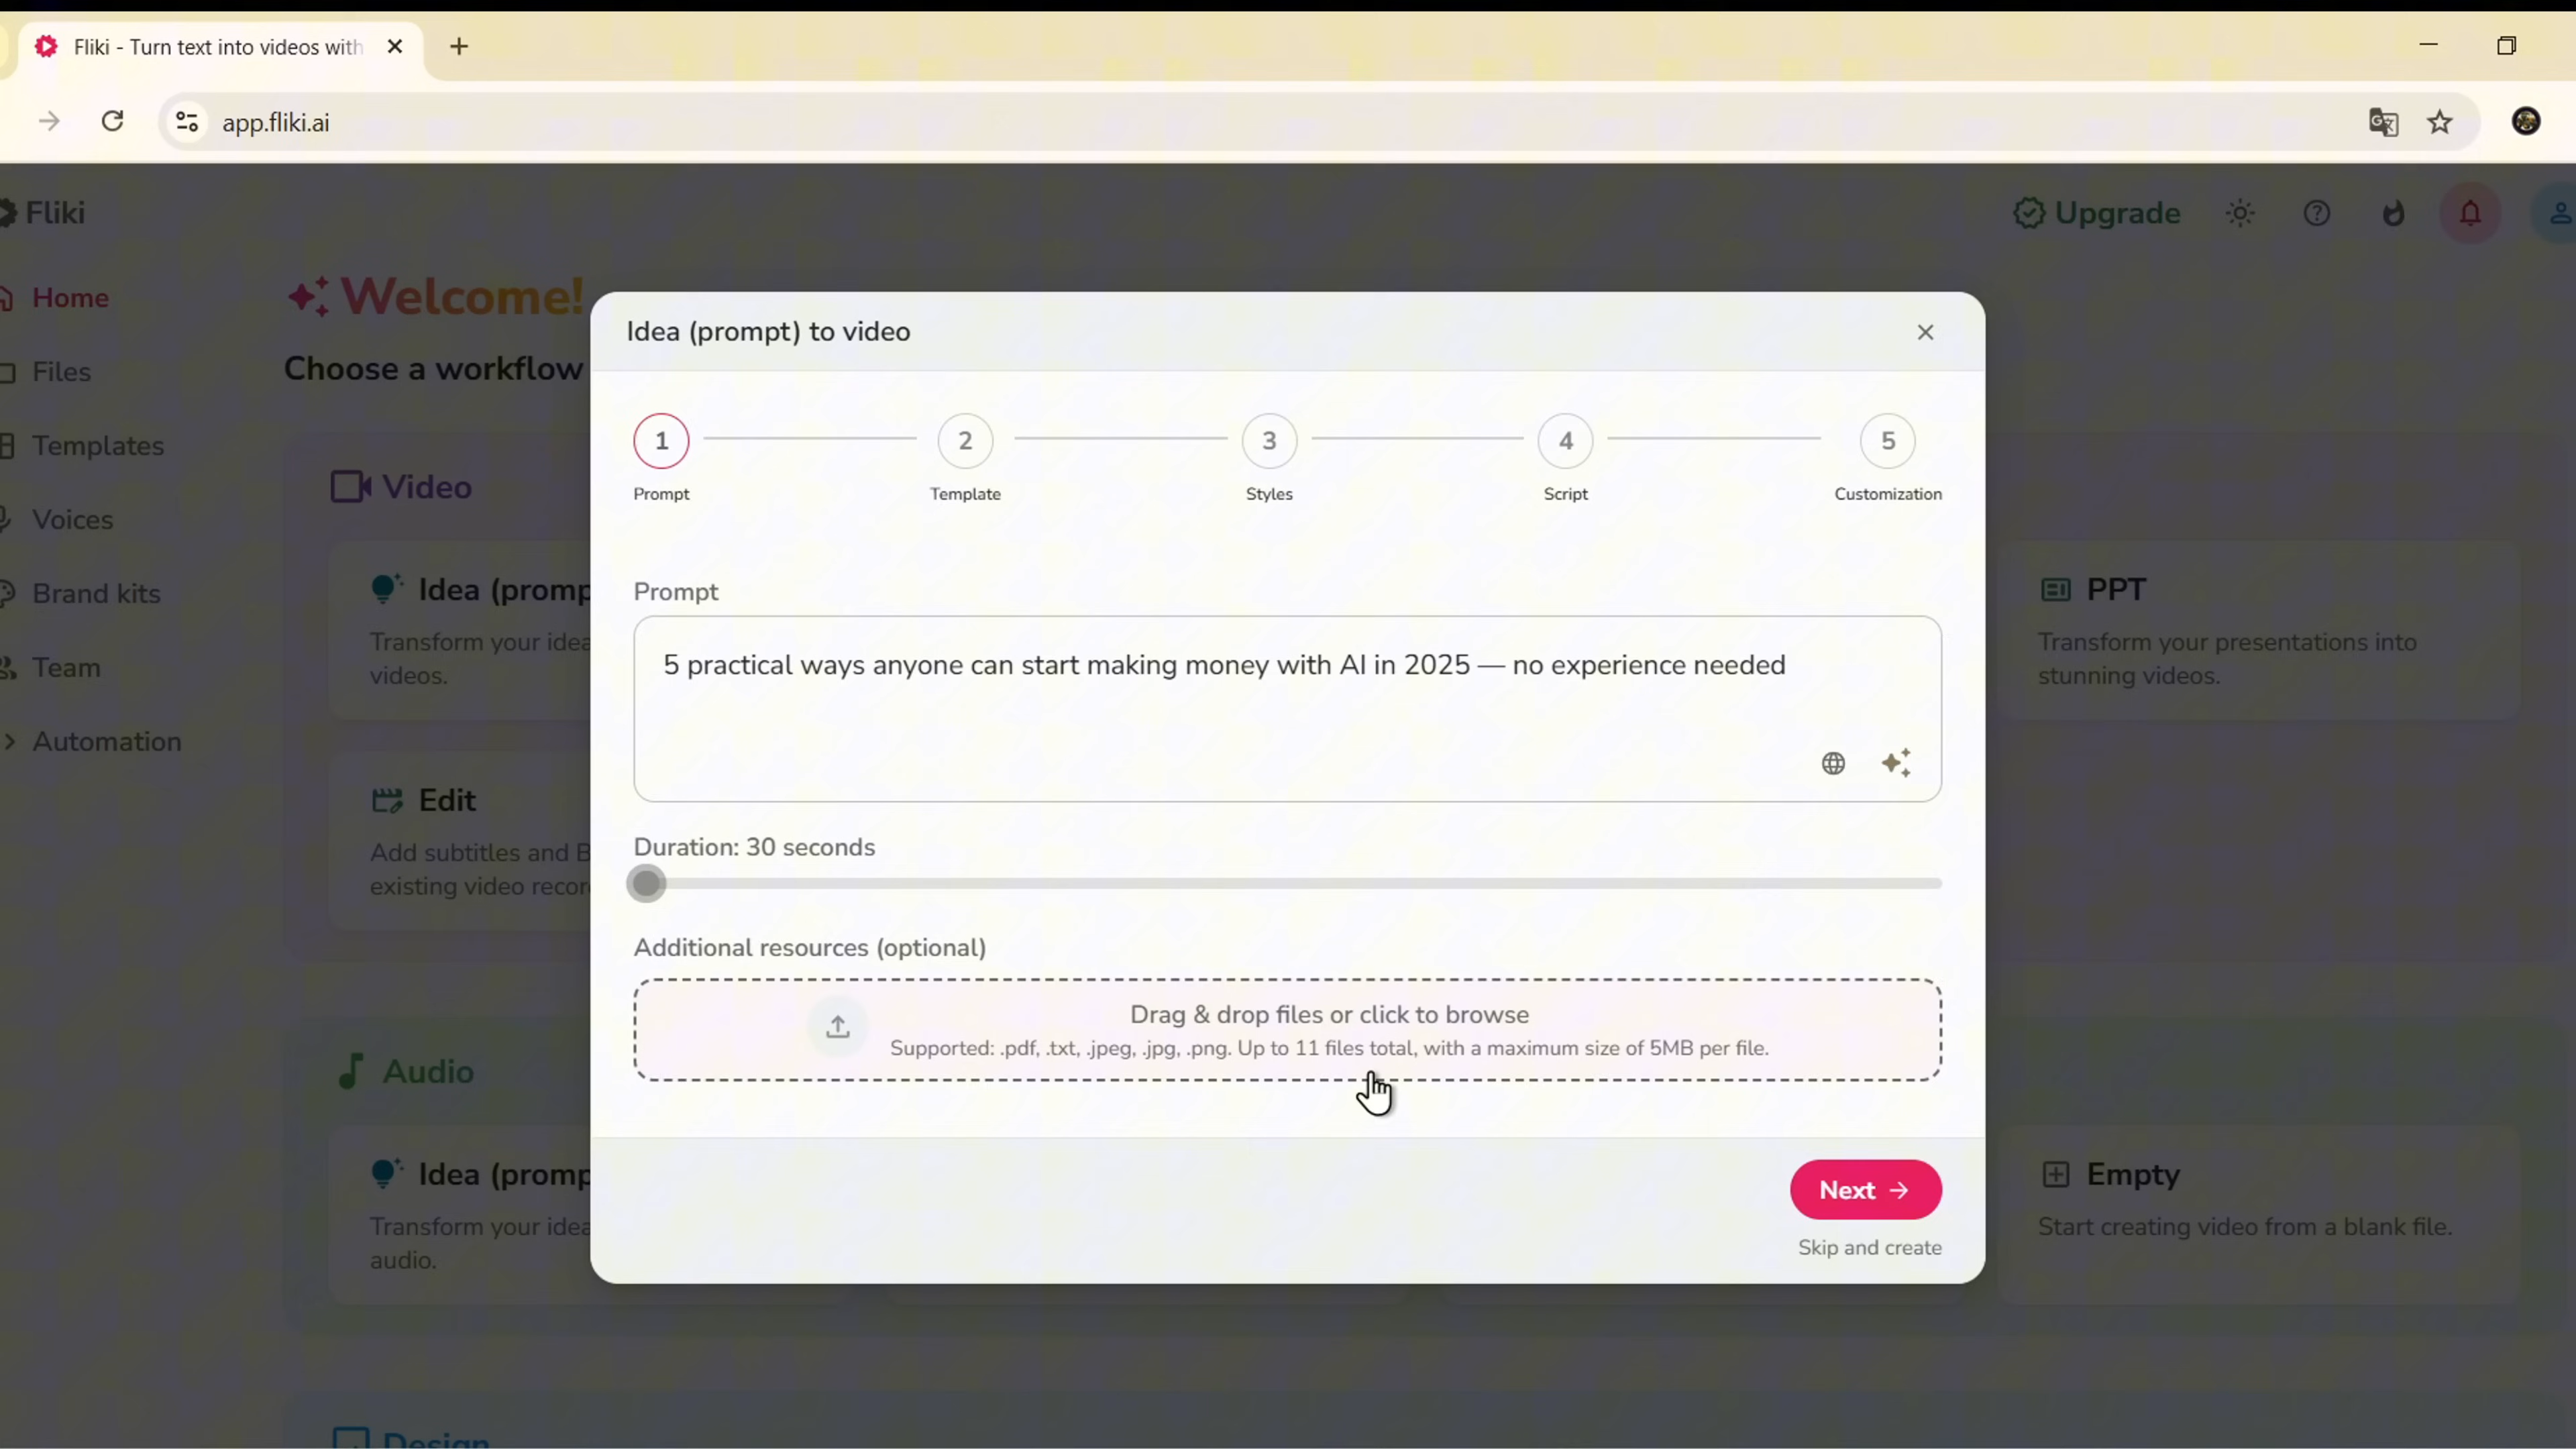 Fliki - Turn text into videos with
app.fliki.ai
Fliki
Upgrade
Home
Files
Templates
Voices
Brand kits
Team
Automation
Welcome!
Choose a workflow
Video
Idea (promp
Transform your idea
videos.
Edit
Add subtitles and B
existing video recor
PPT
Transform your presentations into
stunning videos.
Audio
Idea (promp
Transform your idea
audio.
Empty
Start creating video from a blank file.
Design
Idea (prompt) to video
1
2
3
4
5
Prompt
Template
Styles
Script
Customization
Prompt
5 practical ways anyone can start making money with AI in 2025 — no experience needed
Duration: 30 seconds
Additional resources (optional)
Drag & drop files or click to browse
Supported: .pdf, .txt, .jpeg, .jpg, .png. Up to 11 files total, with a maximum size of 5MB per file.
Next →
Skip and create